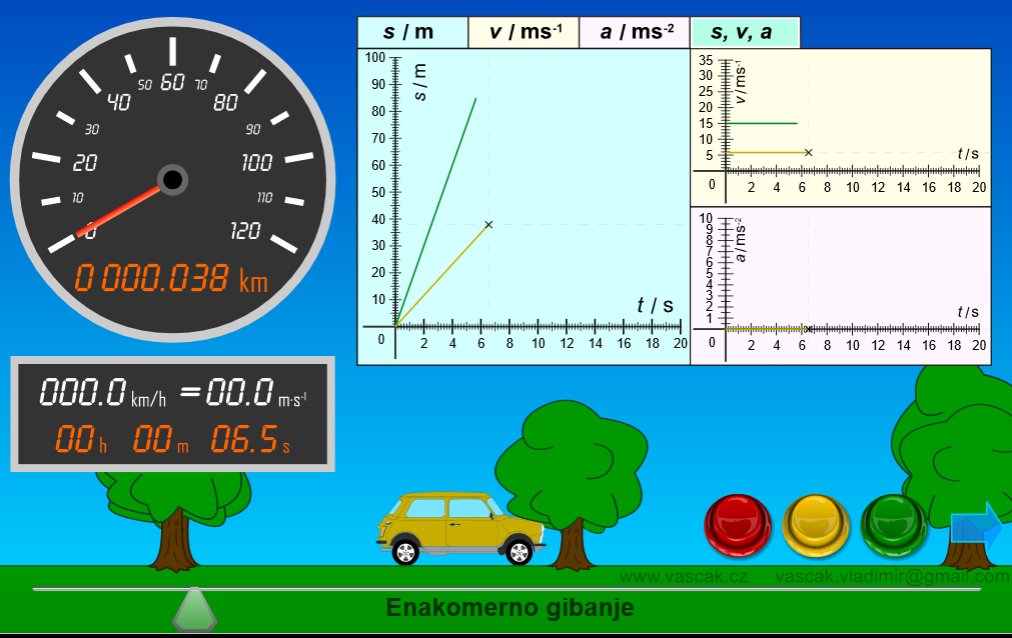 s / m
v / ms-1
a / ms-2
s, v, a
0 10 20 30 40 50 60 70 80 90 100 110 120
0 000.038 km
000.0 km/h = 00.0 m·s-1
00 h 00 m 06.5 s
s / m
100
90
80
70
60
50
40
30
20
10
t / s
0 2 4 6 8 10 12 14 16 18 20
v / ms-1
35
30
25
20
15
10
5
t / s
0 2 4 6 8 10 12 14 16 18 20
a / ms-2
10
9
8
7
6
5
4
3
2
1
t / s
0 2 4 6 8 10 12 14 16 18 20
www.vascak.cz vascak.vladimir@gmail.com
Enakomerno gibanje